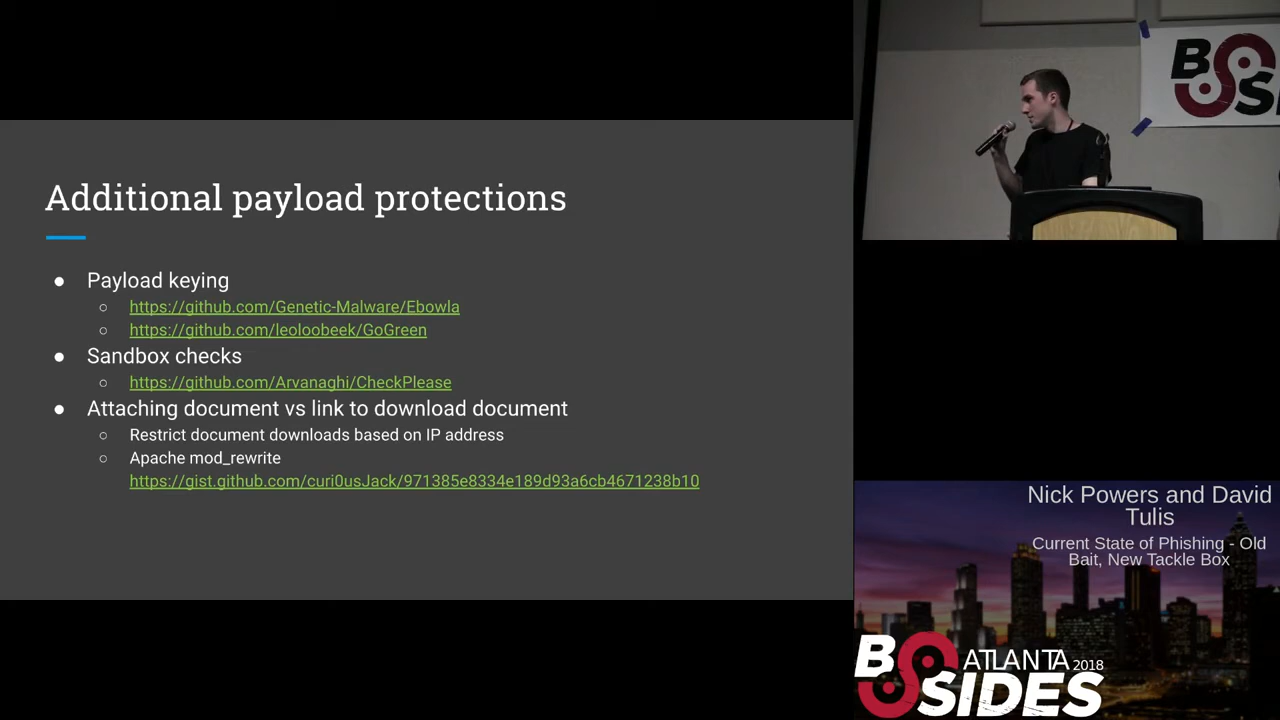 Additional payload protections
● Payload keying
○ https://github.com/Genetic-Malware/Ebowla
○ https://github.com/leoloobeek/GoGreen
● Sandbox checks
○ https://github.com/Arvanaghi/CheckPlease
● Attaching document vs link to download document
○ Restrict document downloads based on IP address
○ Apache mod_rewrite
https://gist.github.com/curi0usJack/971385e8334e189d93a6cb4671238b10
B
S
Nick Powers and David
Tulis
Current State of Phishing - Old
Bait, New Tackle Box
B ATLANTA 2018
SIDES